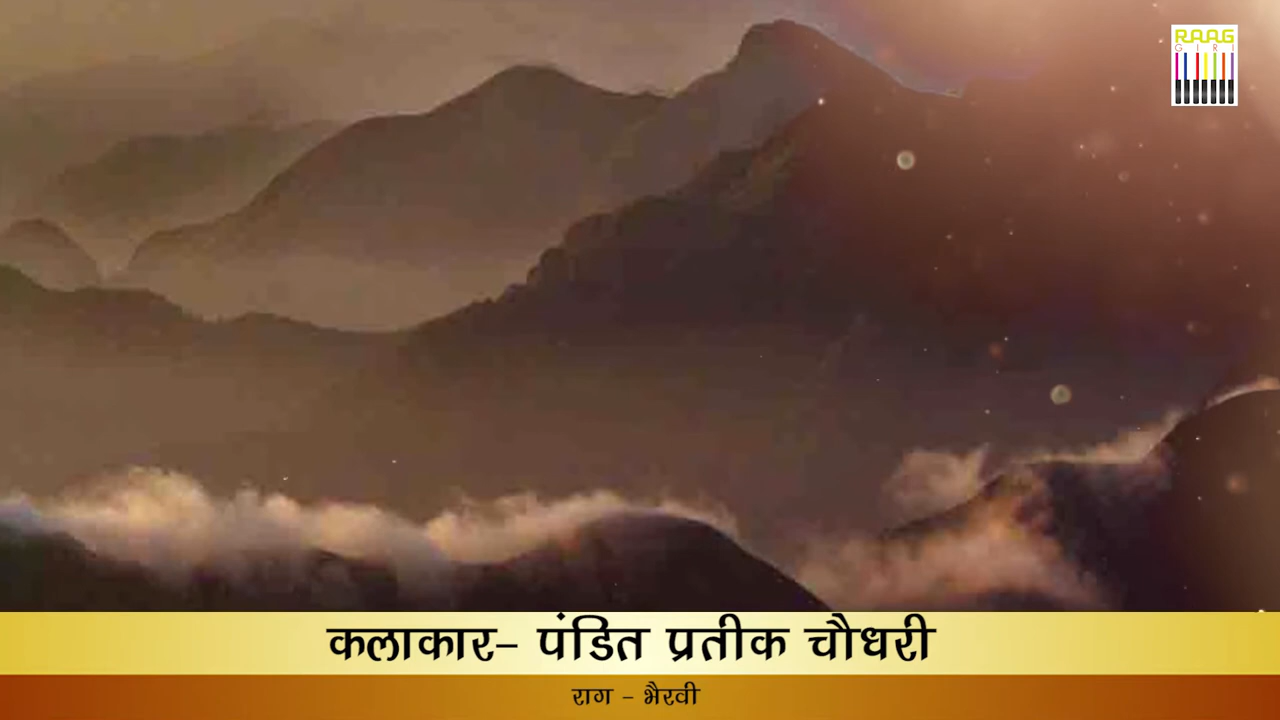 RAAG
GIRI
कलाकार- पंडित प्रतीक चौधरी
राग - भैरवी